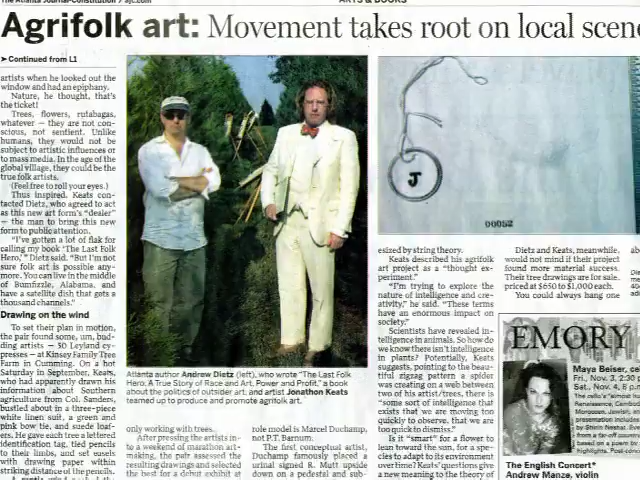 The Atlanta Journal-Constitution / ajc.com
ARTS & BOOKS
Agrifolk art: Movement takes root on local scene
➤ Continued from L1
artists when he looked out the
window and had an epiphany.
Nature, he thought, that's
the ticket!
Trees, flowers, rutabagas,
whatever — they are not con-
scious, not sentient. Unlike
humans, they would not be
subject to artistic influences or
to mass media. In the age of the
global village, they could be the
true folk artists.
(Feel free to roll your eyes.)
Thus inspired, Keats con-
tacted Dietz, who agreed to act
as this new art form's "dealer"
— the man to bring this new
form to public attention.
"I've gotten a lot of flak for
calling my book 'The Last Folk
Hero,' " Dietz said. "But I'm not
sure folk art is possible any-
more. You can live in the middle
of Bumfizzle, Alabama, and
have a satellite dish that gets a
thousand channels."
Drawing on the wind
To set their plan in motion,
the pair found some, um, bud-
ding artists — 50 Leyland cy-
presses — at Kinsey Family Tree
Farm in Cumming. On a hot
Saturday in September, Keats,
who had apparently drawn his
information about Southern
agriculture from Col. Sanders,
bustled about in a three-piece
white linen suit, a green and
pink bow tie, and suede loaf-
ers. He gave each tree a lettered
identification tag, tied pencils
to their limbs, and set easels
with drawing paper within
striking distance of the pencils.
Atlanta author Andrew Dietz (left), who wrote "The Last Folk
Hero: A True Story of Race and Art, Power and Profit," a book
about the politics of outsider art, and artist Jonathon Keats
teamed up to produce and promote agrifolk art.
only working with trees.
After pressing the artists in-
to a weekend of marathon art-
making, the pair assessed the
resulting drawings and selected
the best for a debut exhibit at
role model is Marcel Duchamp,
not P.T. Barnum.
The first conceptual artist,
Duchamp famously placed a
urinal signed R. Mutt upside
down on a pedestal and sub-
J
00052
esized by string theory.
Keats described his agrifolk
art project as a "thought ex-
periment."
"I'm trying to explore the
nature of intelligence and cre-
ativity," he said. "These terms
have an enormous impact on
society."
Scientists have revealed in-
telligence in animals. So how do
we know there isn't intelligence
in plants? Potentially, Keats
suggests, pointing to the beau-
tiful zigzag pattern a spider
was creating on a web between
two of his artist/trees, there is
"some sort of intelligence that
exists that we are moving too
quickly to observe, that we are
too quick to dismiss."
Is it "smart" for a flower to
lean toward the sun, for a spe-
cies to adapt to its environment
over time? Keats' questions give
a new meaning to the theory of
Dietz and Keats, meanwhile,
would not mind if their project
found more material success.
Their tree drawings are for sale,
priced at $650 to $1,000 each.
You could always hang one
EMORY
Maya Beiser, cel
Fri., Nov. 3, 2:30 p
Sat., Nov. 4, 8 p.m
The English Concert*
Andrew Manze, violin